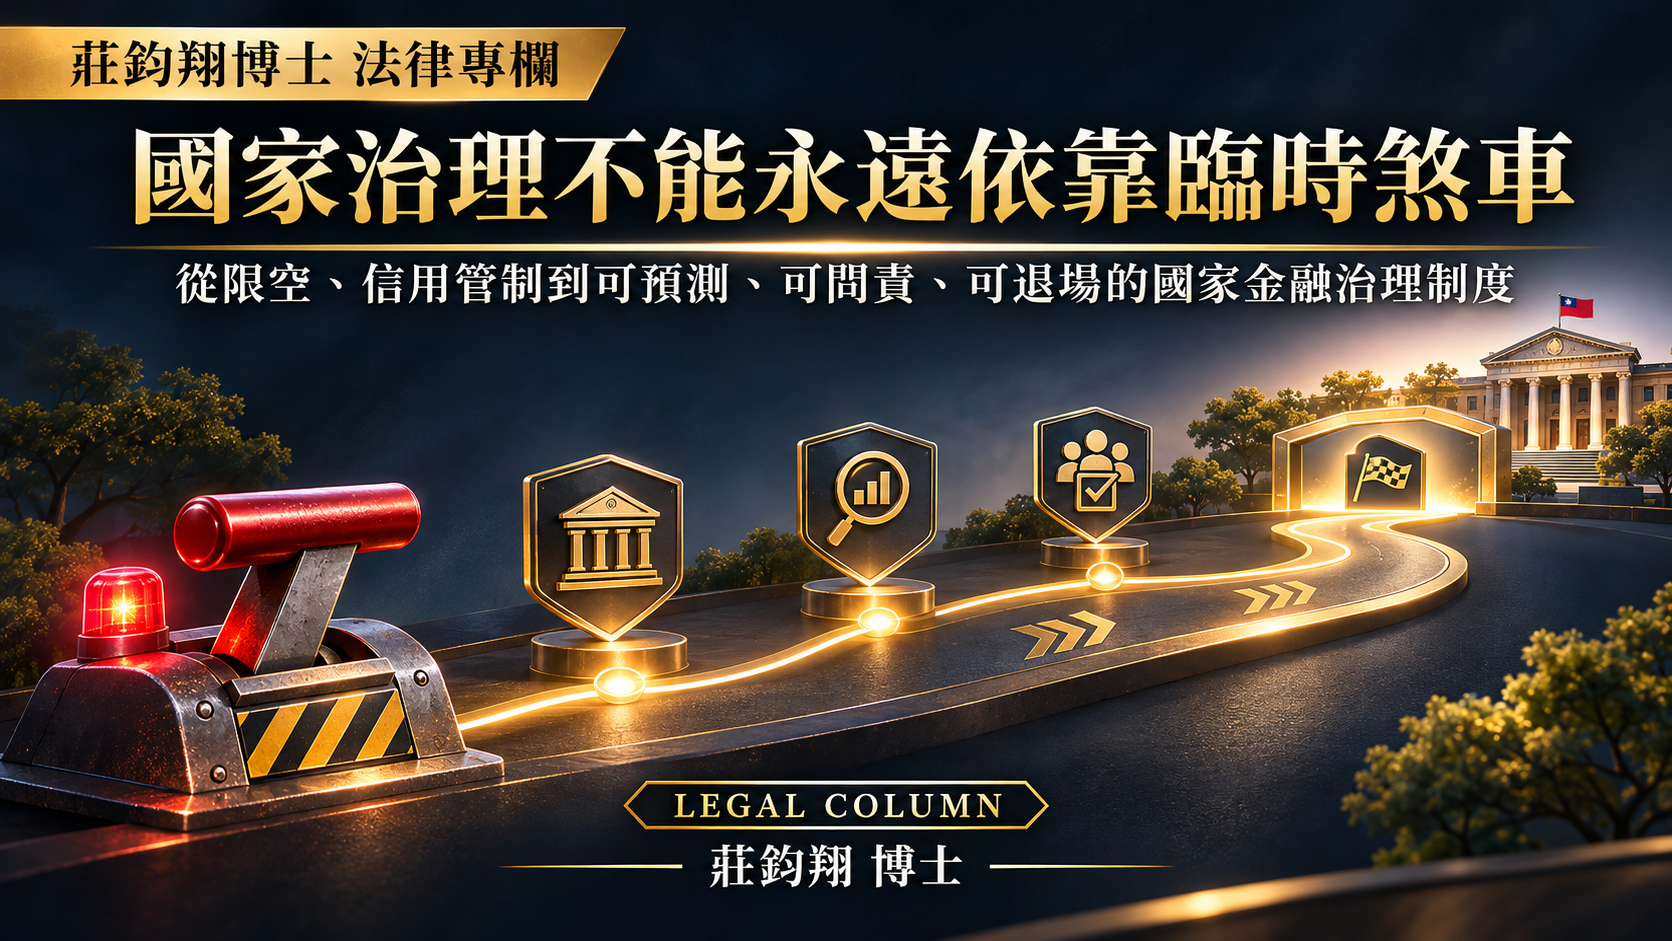 莊鈞翔博士 法律專欄
國家治理不能永遠依靠臨時煞車
從限空、信用管制到可預測、可問責、可退場的國家金融治理制度
LEGAL COLUMN
莊鈞翔 博士